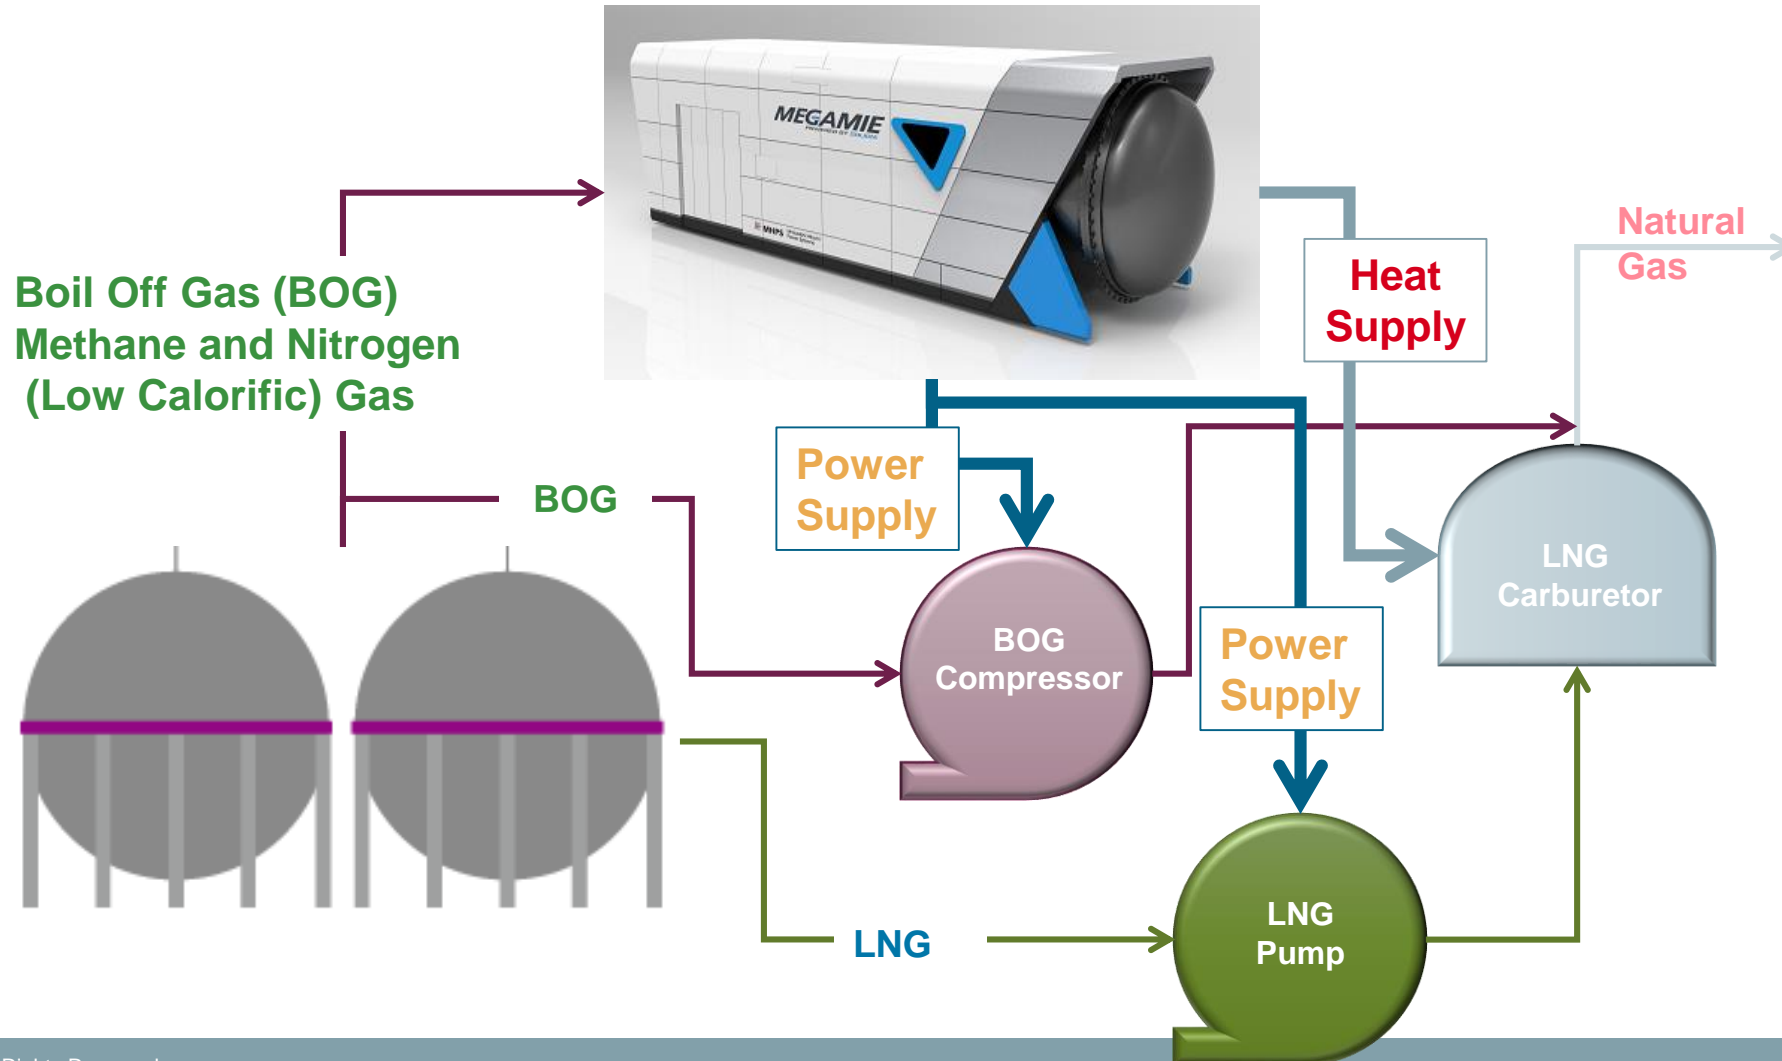 MEGAMIE
MHPS
Natural
Gas
Heat
Supply
Boil Off Gas (BOG)
Methane and Nitrogen
(Low Calorific) Gas
Power
Supply
BOG
LNG
Carburetor
BOG
Compressor
Power
Supply
LNG
Pump
LNG